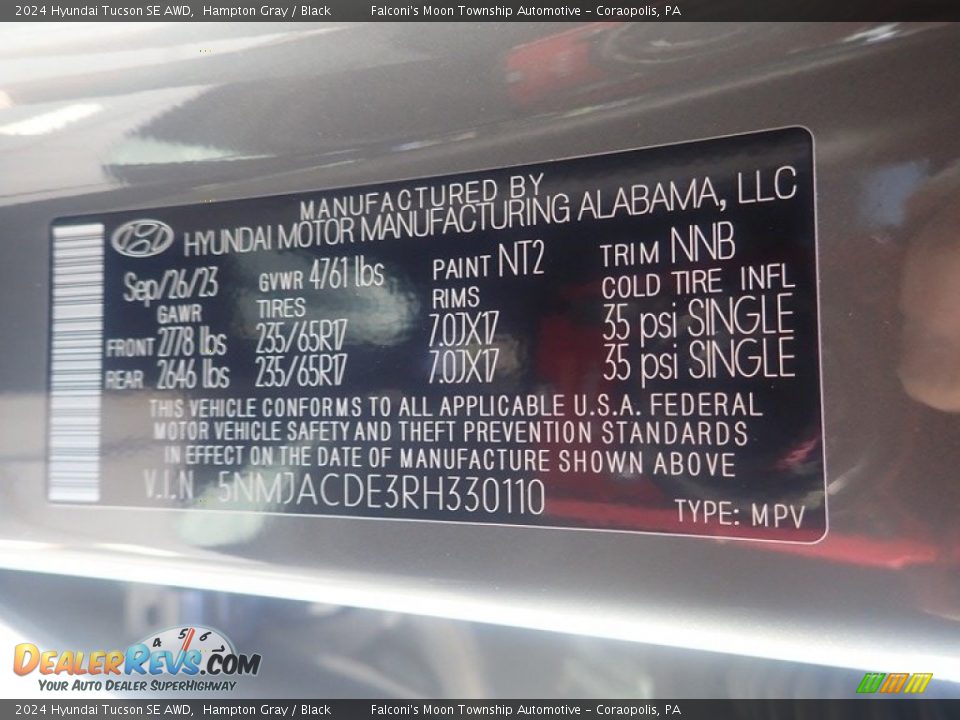 2024 Hyundai Tucson SE AWD,  Hampton Gray / Black  Falconi's Moon Township Automotive - Coraopolis, PA
MANUFACTURED BY
HYUNDAI MOTOR MANUFACTURING ALABAMA, LLC
Sep/26/23 GVWR 4761 lbs PAINT NT2 TRIM NNB
GAWR TIRES RIMS COLD TIRE INFL
FRONT 2778 lbs 235/65R17 7.0JX17 35 psi SINGLE
REAR 2646 lbs 235/65R17 7.0JX17 35 psi SINGLE
THIS VEHICLE CONFORMS TO ALL APPLICABLE U.S.A. FEDERAL
MOTOR VEHICLE SAFETY AND THEFT PREVENTION STANDARDS
IN EFFECT ON THE DATE OF MANUFACTURE SHOWN ABOVE
V.I.N 5NMJACDE3RH330110 TYPE: MPV
4 5 6
DEALERREVS.COM
YOUR AUTO DEALER SUPERHIGHWAY
2024 Hyundai Tucson SE AWD,  Hampton Gray / Black  Falconi's Moon Township Automotive - Coraopolis, PA